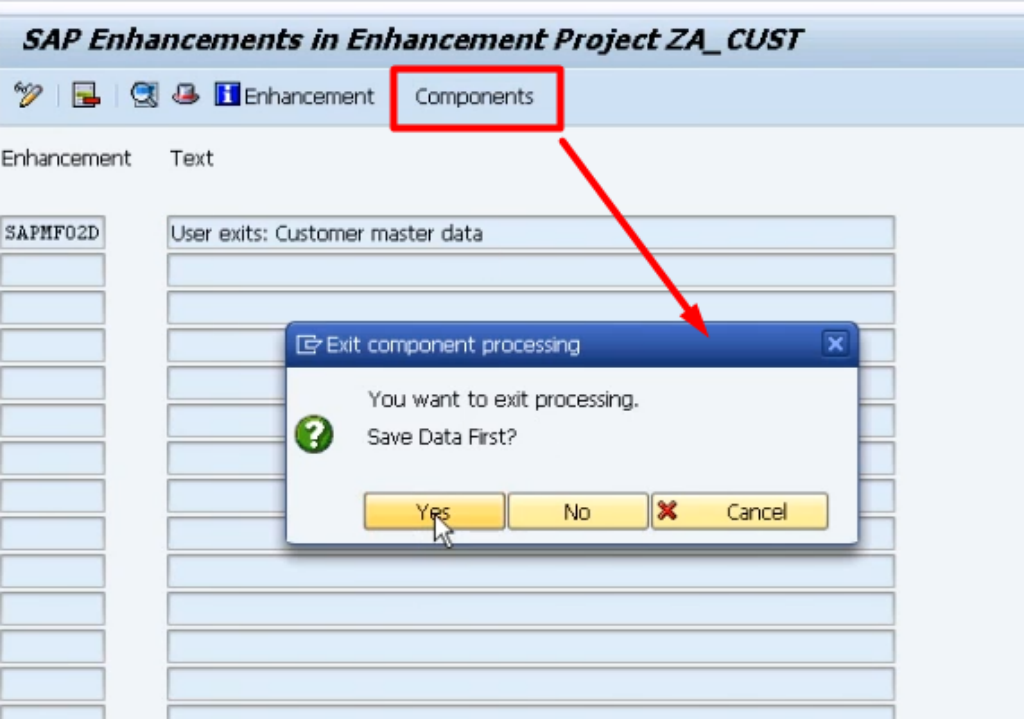 SAP Enhancements in Enhancement Project ZA_CUST
Enhancement Components
Enhancement Text
SAPMF02D User exits: Customer master data
Exit component processing
You want to exit processing.
Save Data First?
Yes No Cancel